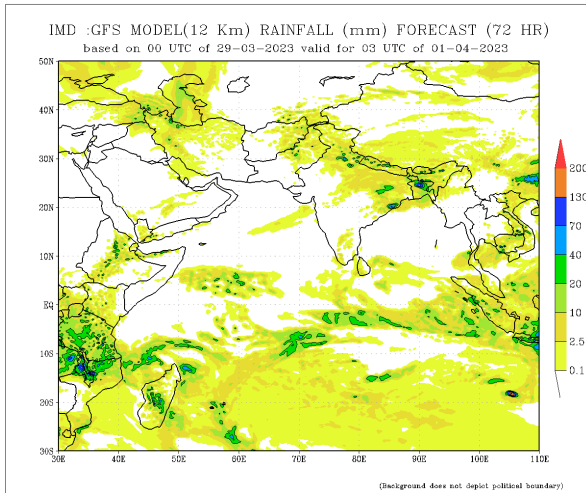 IMD :GFS MODEL(12 Km) RAINFALL (mm) FORECAST (72 HR)
based on 00 UTC of 29-03-2023 valid for 03 UTC of 01-04-2023
50N
40N
30N
20N
10N
EQ
10S
20S
30S
30E 40E 50E 60E 70E 80E 90E 100E 110E
200
130
70
40
20
10
2.5
0.1
(Background does not depict political boundary)